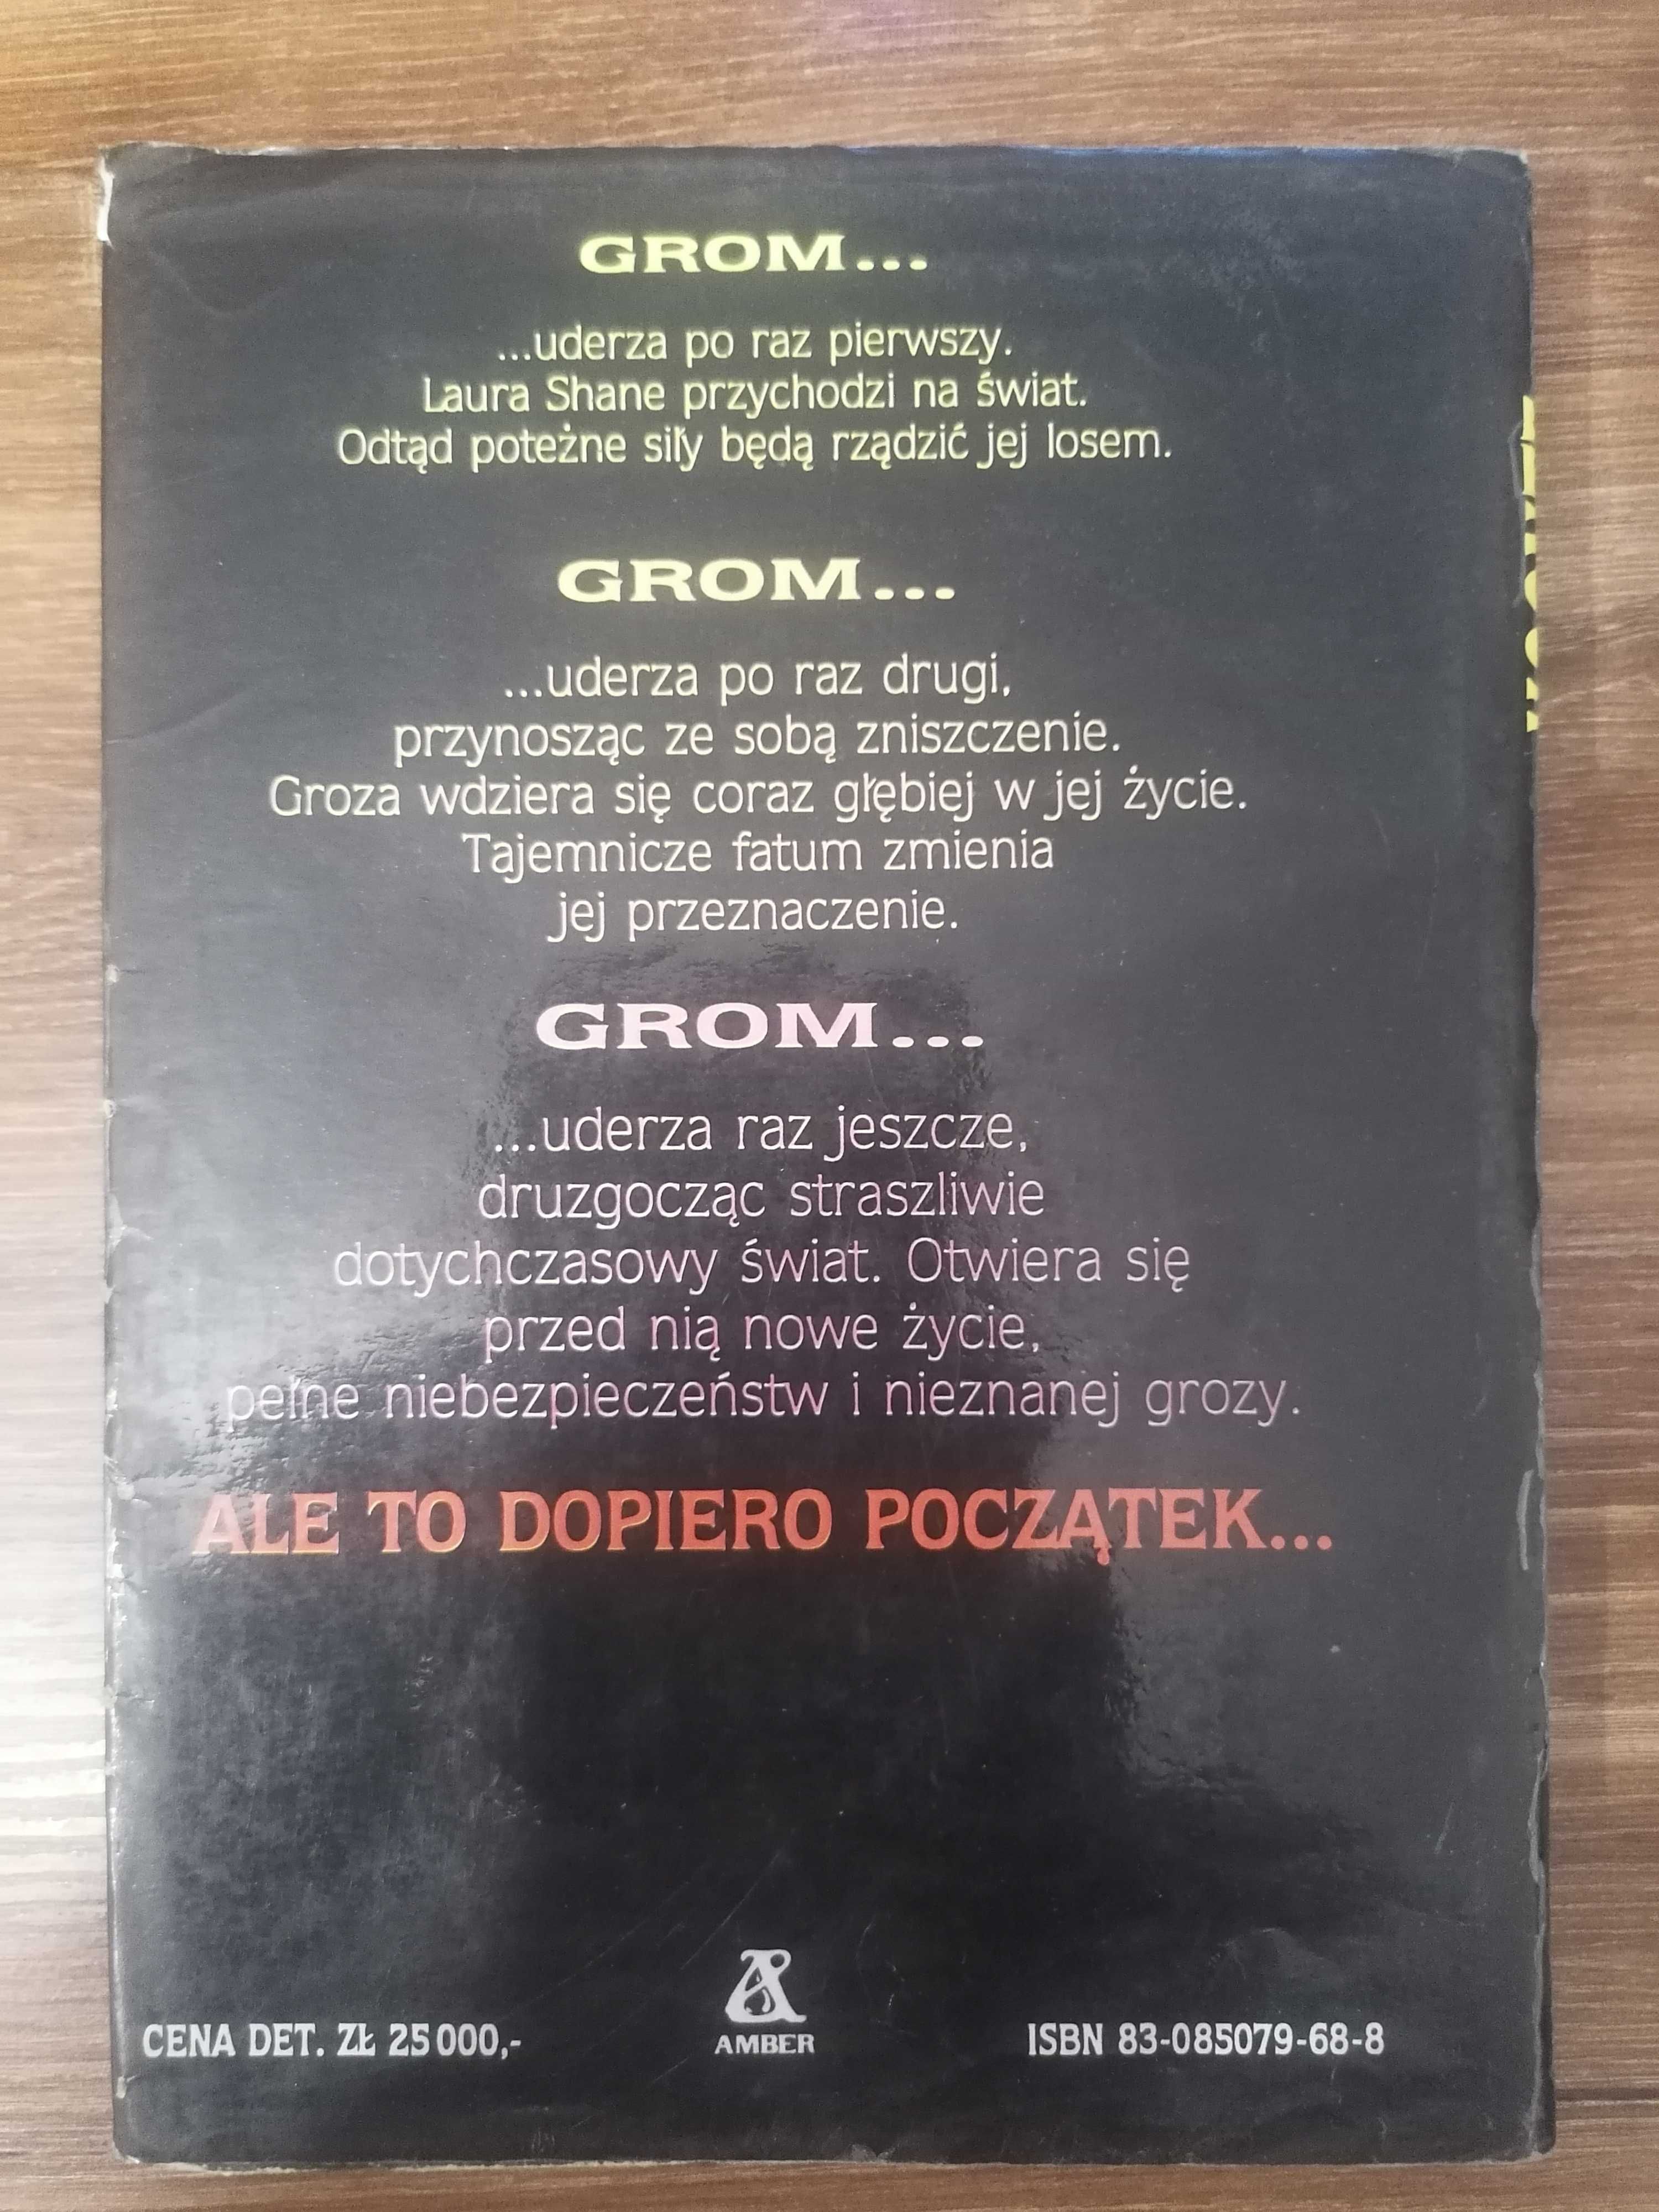 GROM...
...uderza po raz pierwszy.
Laura Shane przychodzi na świat.
Odtąd poteżne siły będą rządzić jej losem.
GROM...
...uderza po raz drugi,
przynosząc ze sobą zniszczenie.
Groza wdziera się coraz głębiej w jej życie.
Tajemnicze fatum zmienia
jej przeznaczenie.
GROM...
...uderza raz jeszcze,
druzgocząc straszliwie
dotychczasowy świat. Otwiera się
przed nią nowe życie,
pełne niebezpieczeństw i nieznanej grozy.
ALE TO DOPIERO POCZĄTEK...
CENA DET. ZŁ 25 000,-
AMBER
ISBN 83-085079-68-8